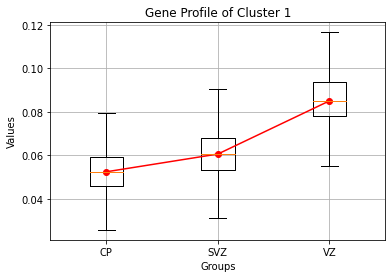 Gene Profile of Cluster 1
0.12
0.10
0.08
0.06
0.04
Values
CP SVZ VZ
Groups